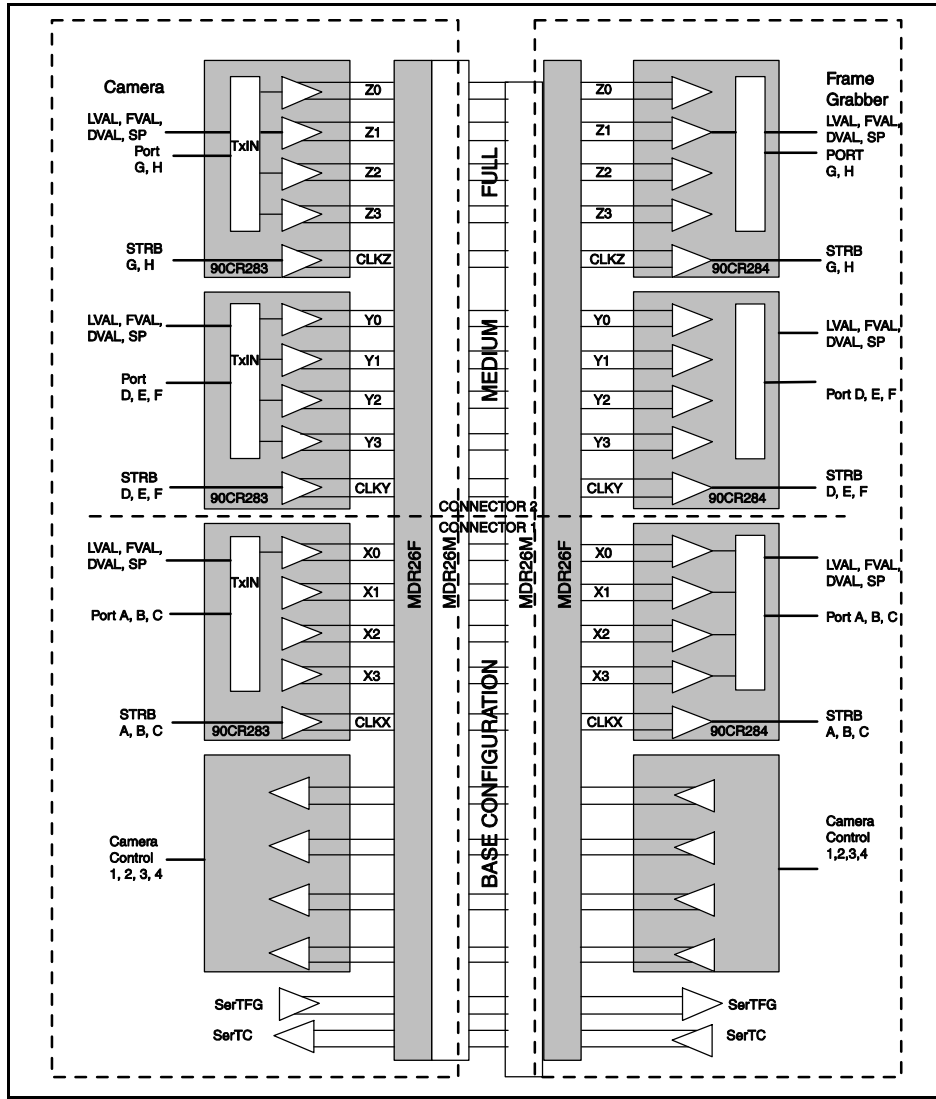 Camera
LVAL, FVAL,
DVAL, SP
Port
G, H
TxIN
STRB
G, H
90CR283
Z0
Z1
Z2
Z3
CLKZ
LVAL, FVAL,
DVAL, SP
Port
D, E, F
TxIN
STRB
D, E, F
90CR283
Y0
Y1
Y2
Y3
CLKY
LVAL, FVAL,
DVAL, SP
Port A, B, C
TxIN
STRB
A, B, C
90CR283
X0
X1
X2
X3
CLKX
Camera
Control
1, 2, 3, 4
SerTFG
SerTC
MDR26F
MDR26M
FULL
MEDIUM
CONNECTOR 2
CONNECTOR 1
BASE CONFIGURATION
MDR26M
MDR26F
Z0
Z1
Z2
Z3
CLKZ
90CR284
Frame
Grabber
LVAL, FVAL,
DVAL, SP
PORT
G, H
STRB
G, H
Y0
Y1
Y2
Y3
CLKY
90CR284
LVAL, FVAL,
DVAL, SP
Port D, E, F
STRB
D, E, F
X0
X1
X2
X3
CLKX
90CR284
LVAL, FVAL,
DVAL, SP
Port A, B, C
STRB
A, B, C
Camera
Control
1,2,3,4
SerTFG
SerTC